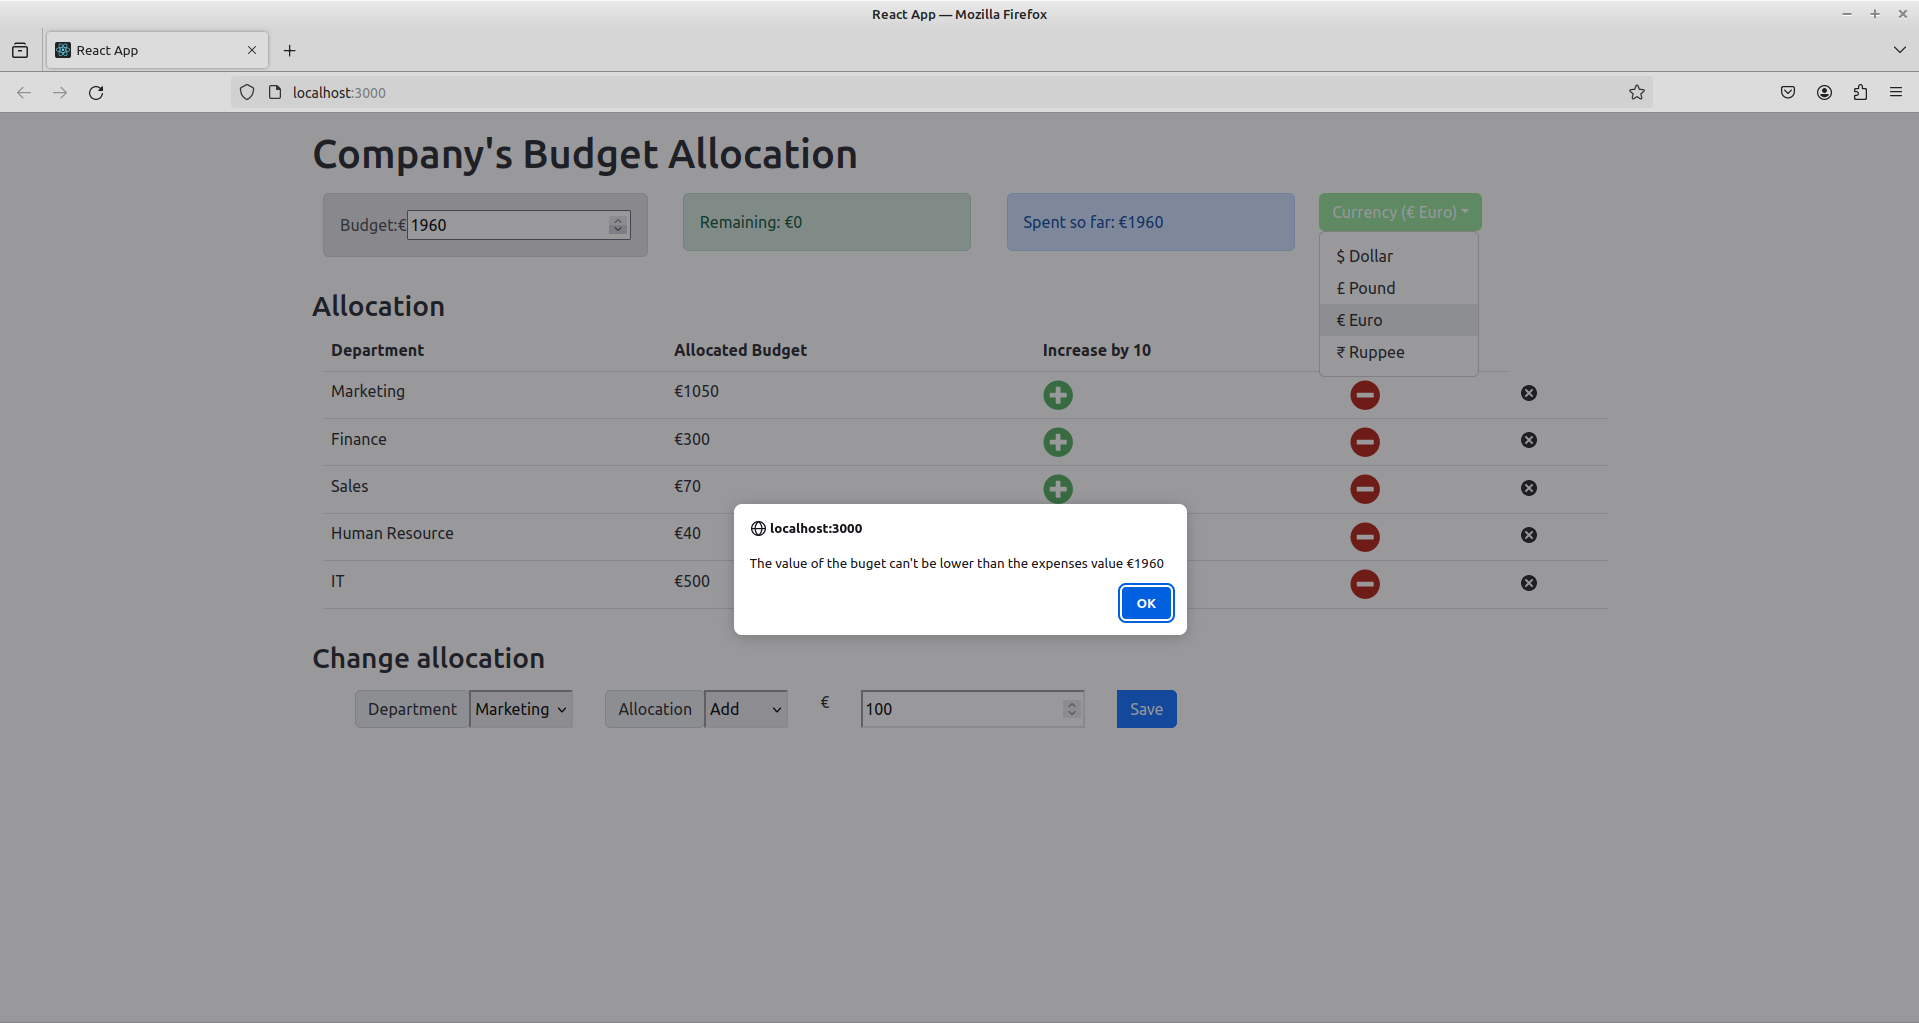 React App — Mozilla Firefox
React App
localhost:3000
Company's Budget Allocation
Budget:€ 1960
Remaining: €0
Spent so far: €1960
Currency (€ Euro)
$ Dollar
£ Pound
€ Euro
₹ Ruppee
Allocation
Department Allocated Budget Increase by 10
Marketing €1050
Finance €300
Sales €70
Human Resource €40
IT €500
localhost:3000
The value of the buget can't be lower than the expenses value €1960
OK
Change allocation
Department Marketing Allocation Add € 100 Save